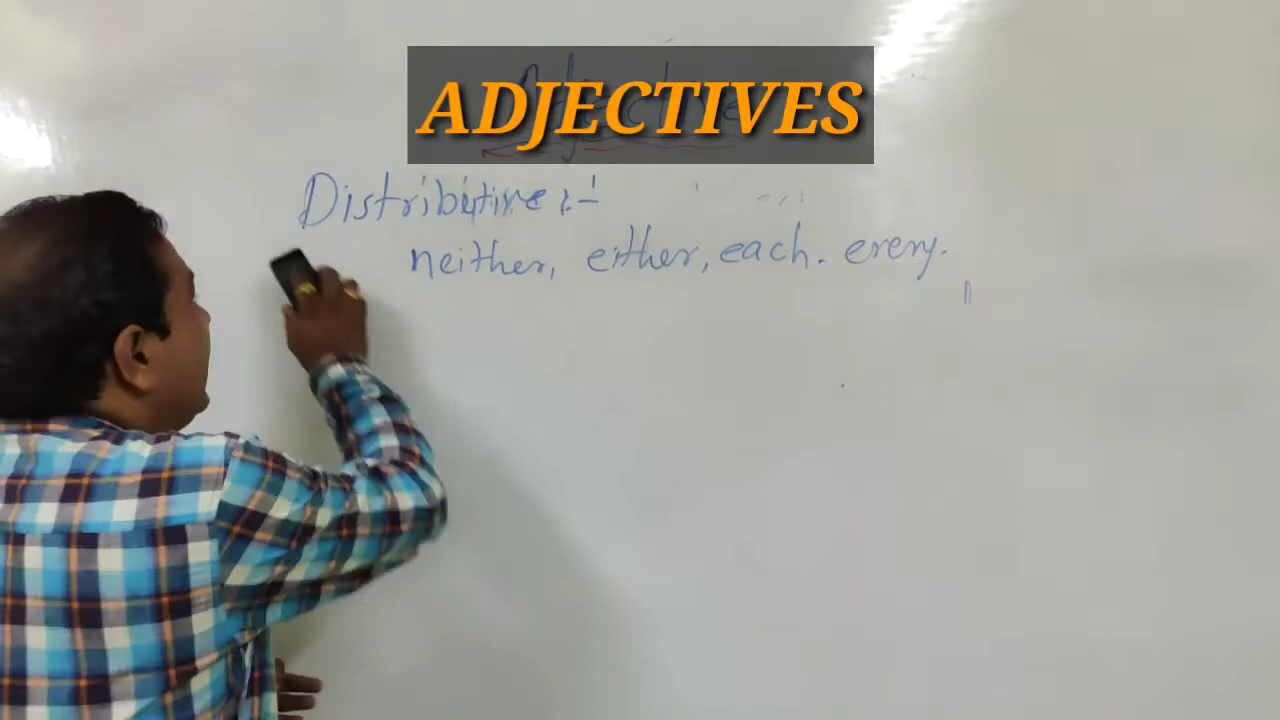 ADJECTIVES
Distributive :-
neither, either, each. every.